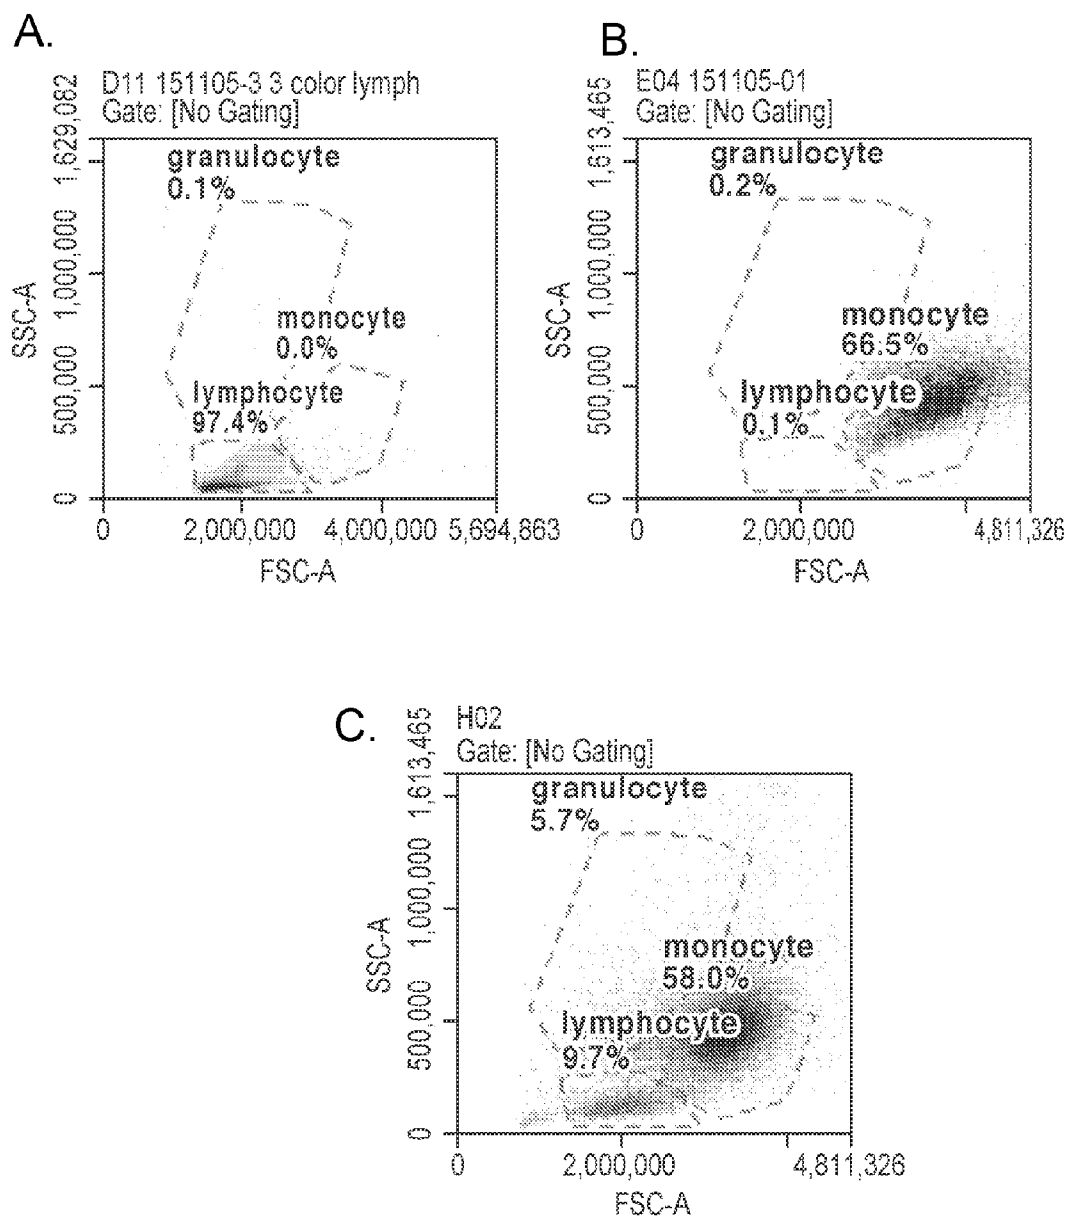 A.
D11 151105-3 3 color lymph
Gate: [No Gating]
granulocyte
0.1%
monocyte
0.0%
lymphocyte
97.4%
SSC-A
0
500,000
1,000,000
1,629,082
0
2,000,000
4,000,000
5,694,863
FSC-A
B.
E04 151105-01
Gate: [No Gating]
granulocyte
0.2%
monocyte
66.5%
lymphocyte
0.1%
SSC-A
0
500,000
1,000,000
1,613,465
0
2,000,000
4,811,326
FSC-A
C.
H02
Gate: [No Gating]
granulocyte
5.7%
monocyte
58.0%
lymphocyte
9.7%
SSC-A
0
500,000
1,000,000
1,613,465
0
2,000,000
4,811,326
FSC-A